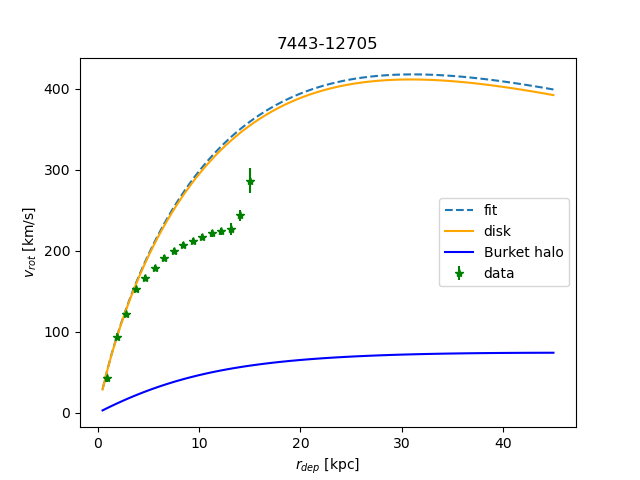 7443-12705
400
300
200
100
0
v_rot [km/s]
fit
disk
Burket halo
data
0 10 20 30 40
r_dep [kpc]